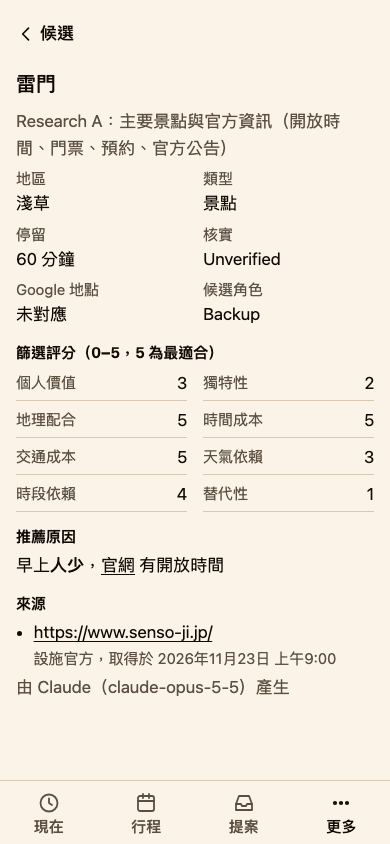 候選
雷門
Research A：主要景點與官方資訊（開放時
間、門票、預約、官方公告）
地區 類型
淺草 景點
停留 核實
60 分鐘 Unverified
Google 地點 候選角色
未對應 Backup
篩選評分（0–5，5 為最適合）
個人價值 3 獨特性 2
地理配合 5 時間成本 5
交通成本 5 天氣依賴 3
時段依賴 4 替代性 1
推薦原因
早上人少，官網 有開放時間
來源
• https://www.senso-ji.jp/
設施官方，取得於 2026年11月23日 上午9:00
由 Claude（claude-opus-5-5）產生
現在 行程 提案 更多